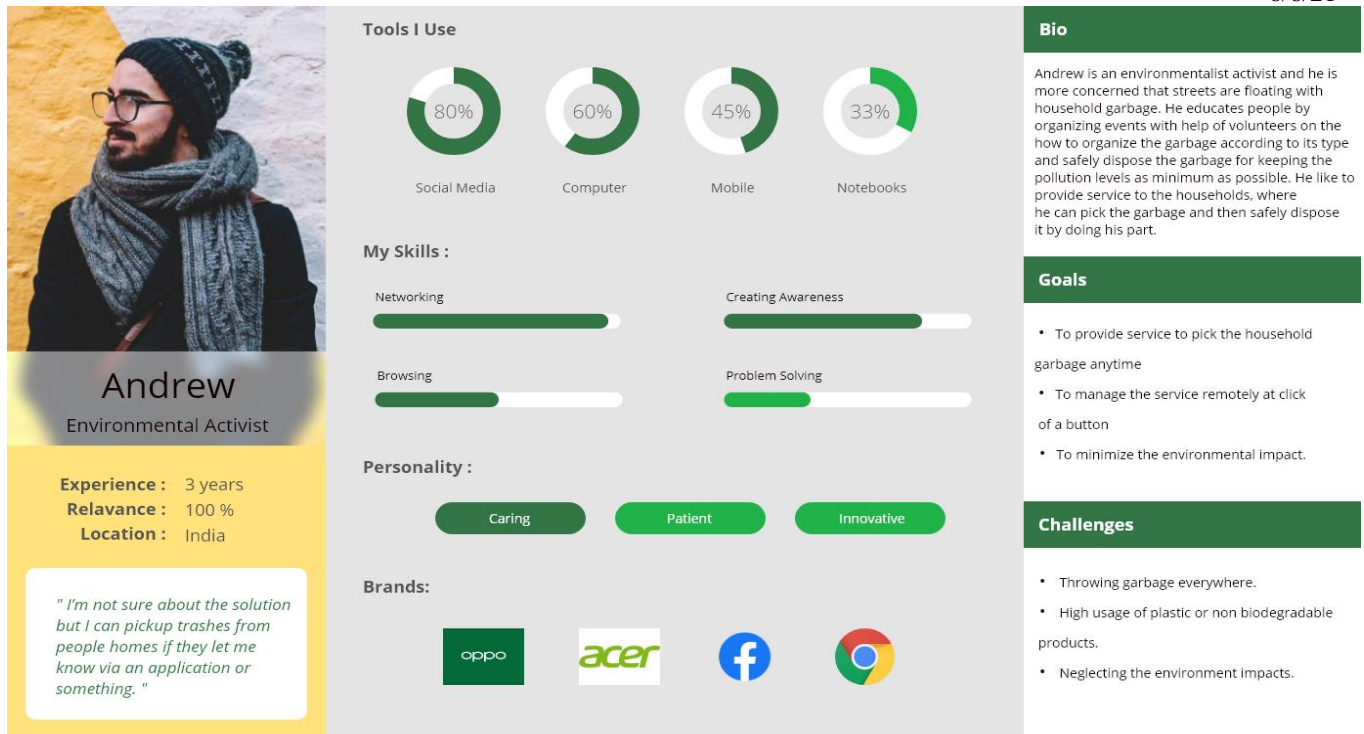 Andrew
Environmental Activist
Experience : 3 years
Relavance : 100 %
Location : India
" I'm not sure about the solution
but I can pickup trashes from
people homes if they let me
know via an application or
something. "
Tools I Use
80%
60%
45%
33%
Social Media
Computer
Mobile
Notebooks
My Skills :
Networking
Creating Awareness
Browsing
Problem Solving
Personality :
Caring
Patient
Innovative
Brands:
oppo
acer
f
Bio
Andrew is an environmentalist activist and he is
more concerned that streets are floating with
household garbage. He educates people by
organizing events with help of volunteers on the
how to organize the garbage according to its type
and safely dispose the garbage for keeping the
pollution levels as minimum as possible. He like to
provide service to the households, where
he can pick the garbage and then safely dispose
it by doing his part.
Goals
• To provide service to pick the household
garbage anytime
• To manage the service remotely at click
of a button
• To minimize the environmental impact.
Challenges
• Throwing garbage everywhere.
• High usage of plastic or non biodegradable
products.
• Neglecting the environment impacts.